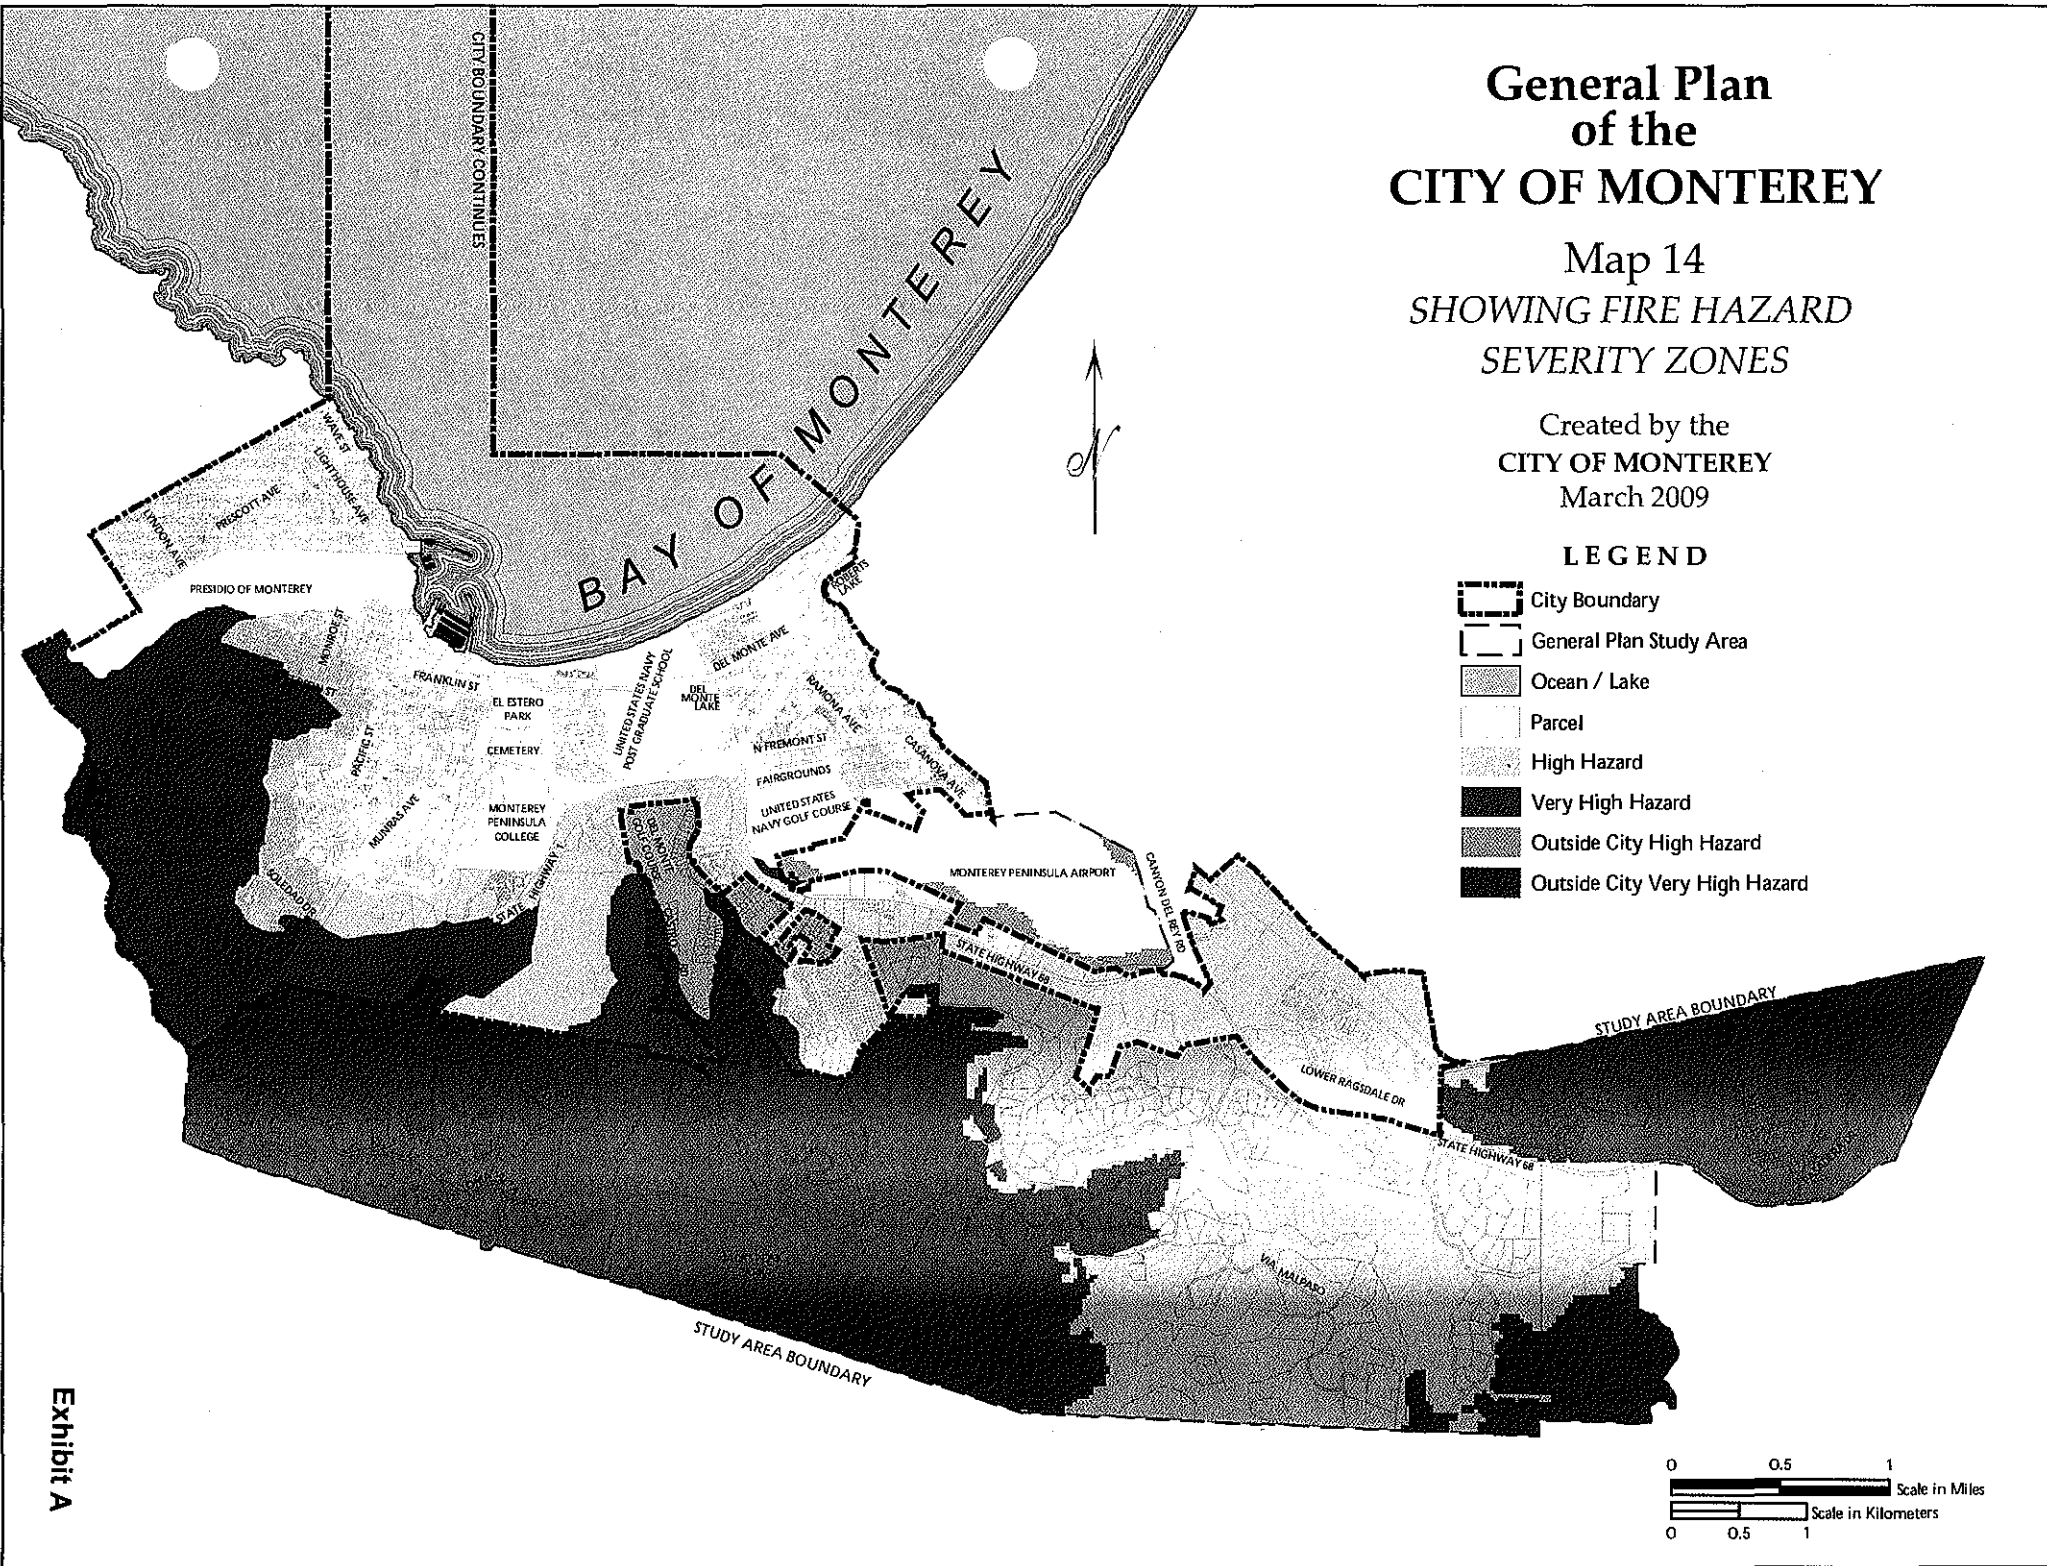 General Plan
of the
CITY OF MONTEREY
Map 14
SHOWING FIRE HAZARD
SEVERITY ZONES
Created by the
CITY OF MONTEREY
March 2009
LEGEND
City Boundary
General Plan Study Area
Ocean / Lake
Parcel
High Hazard
Very High Hazard
Outside City High Hazard
Outside City Very High Hazard
CITY BOUNDARY CONTINUES
BAY OF MONTEREY
N
WAVE ST
LIGHTHOUSE AVE
PRESCOTT AVE
LYNDON AVE
PRESIDIO OF MONTEREY
MONROE ST
ST
FRANKLIN ST
EL ESTERO
PARK
CEMETERY
PACIFIC ST
MUNRAS AVE
MONTEREY
PENINSULA
COLLEGE
SOLEDAD DR
STATE HIGHWAY 1
UNITED STATES NAVY
POST GRADUATE SCHOOL
DEL
MONTE
LAKE
DEL MONTE AVE
ROBERTS
LAKE
RAMONA AVE
N FREMONT ST
CASANOVA AVE
FAIRGROUNDS
UNITED STATES
NAVY GOLF COURSE
DEL MONTE
GOLF COURSE
MONTEREY PENINSULA AIRPORT
CANYON DEL REY RD
STATE HIGHWAY 68
LOWER RAGSDALE DR
STATE HIGHWAY 68
STUDY AREA BOUNDARY
VIA MALPASO
STUDY AREA BOUNDARY
Exhibit A
0 0.5 1
Scale in Miles
Scale in Kilometers
0 0.5 1